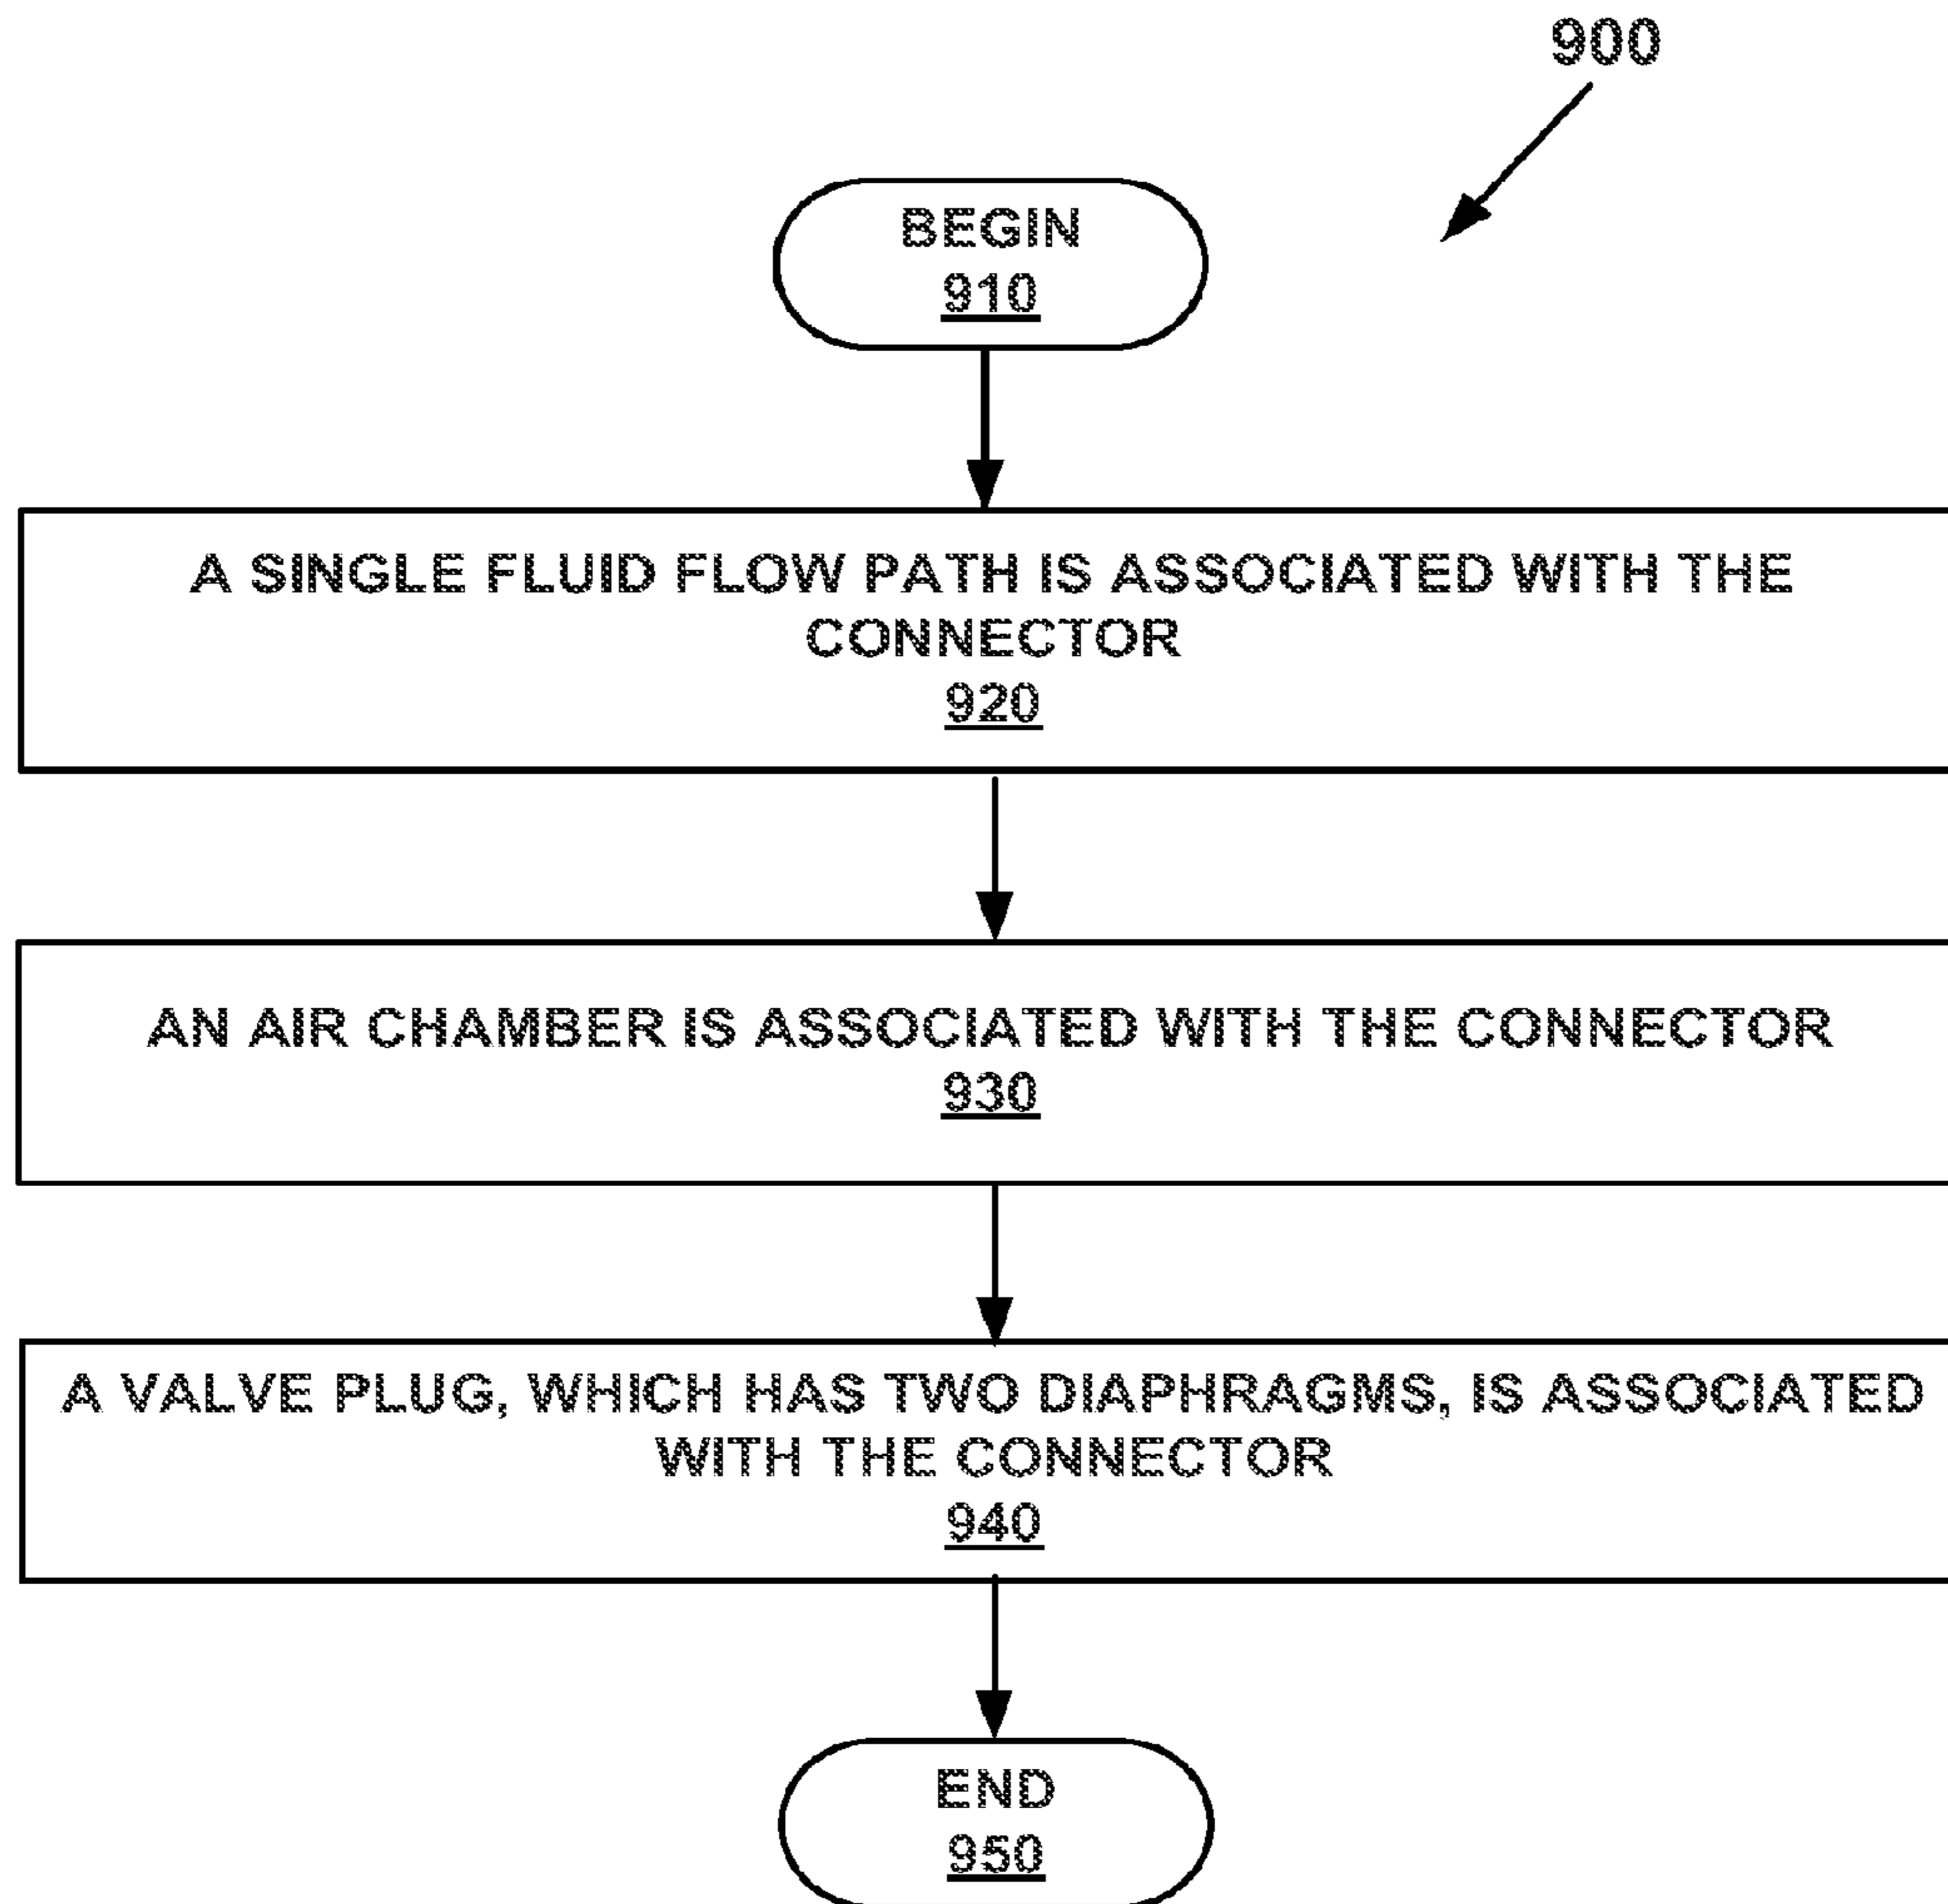 900
BEGIN
910
A SINGLE FLUID FLOW PATH IS ASSOCIATED WITH THE
CONNECTOR
920
AN AIR CHAMBER IS ASSOCIATED WITH THE CONNECTOR
930
A VALVE PLUG, WHICH HAS TWO DIAPHRAGMS, IS ASSOCIATED
WITH THE CONNECTOR
940
END
950